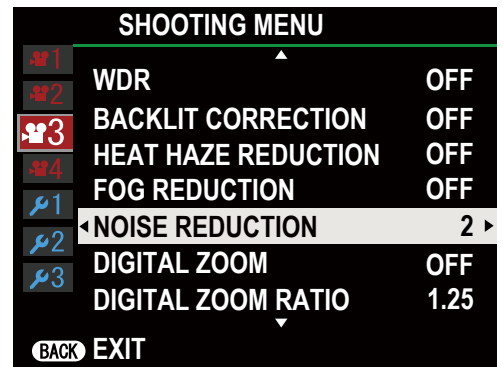 SHOOTING MENU
1
2
3
4
1
2
3
WDR OFF
BACKLIT CORRECTION OFF
HEAT HAZE REDUCTION OFF
FOG REDUCTION OFF
NOISE REDUCTION 2
DIGITAL ZOOM OFF
DIGITAL ZOOM RATIO 1.25
BACK EXIT